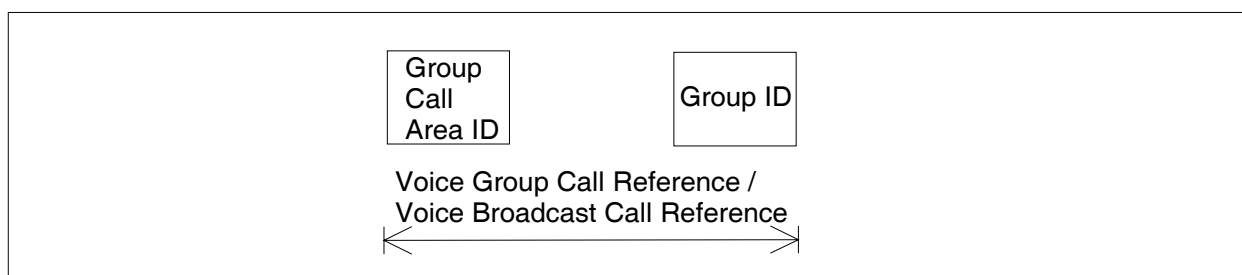 Group
Call
Area ID
Group ID
Voice Group Call Reference /
Voice Broadcast Call Reference